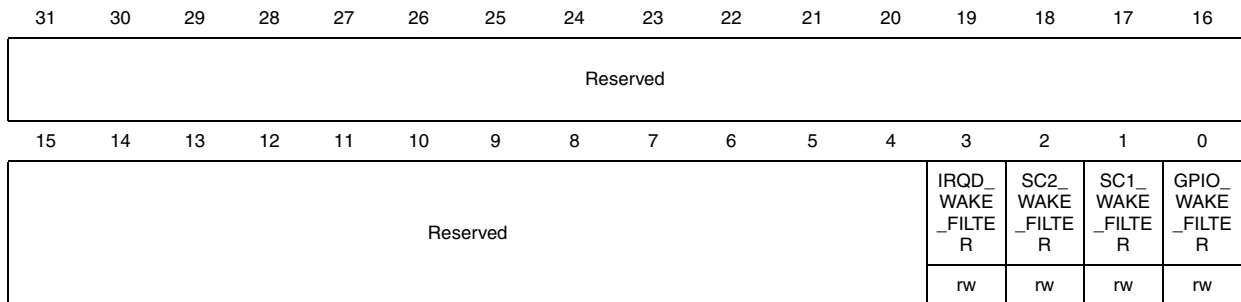 31 30 29 28 27 26 25 24 23 22 21 20 19 18 17 16
Reserved
15 14 13 12 11 10 9 8 7 6 5 4 3 2 1 0
Reserved
IRQD_ SC2_ SC1_ GPIO_
WAKE WAKE WAKE WAKE
_FILTE _FILTE _FILTE _FILTE
R R R R
rw rw rw rw